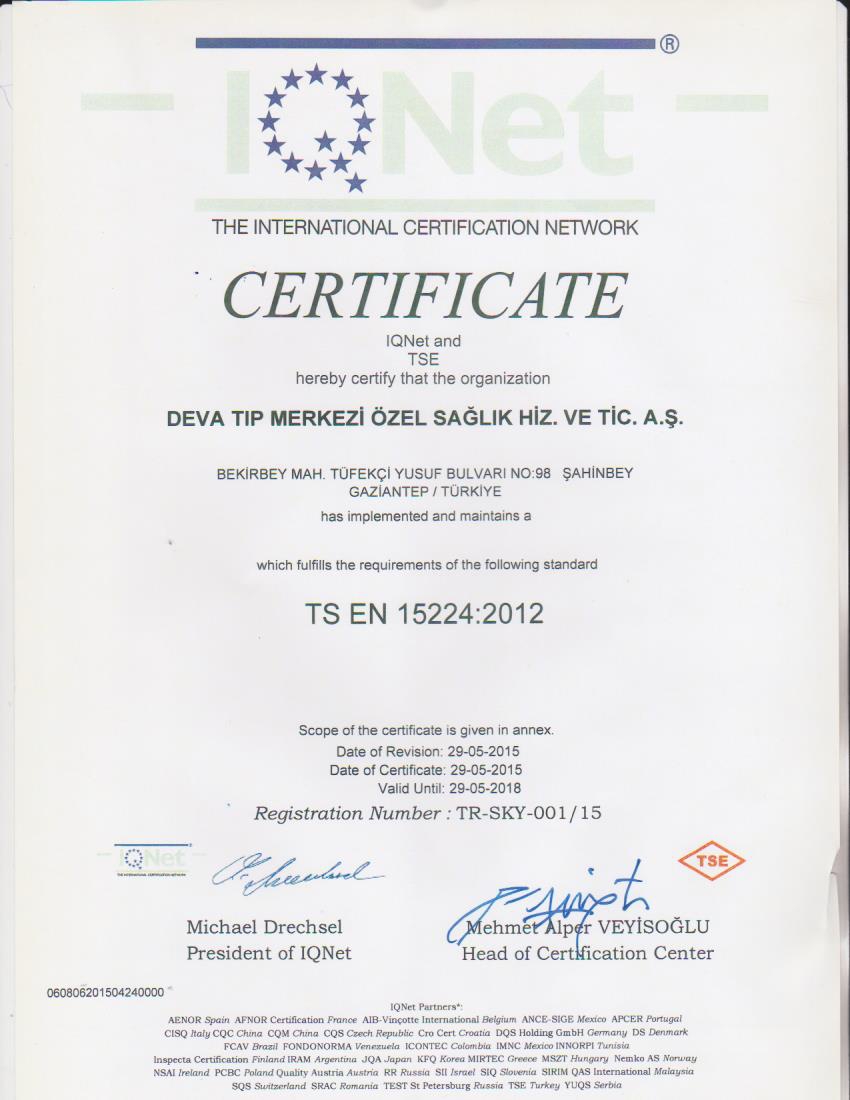 IQNet ®
THE INTERNATIONAL CERTIFICATION NETWORK
CERTIFICATE
IQNet and
TSE
hereby certify that the organization
DEVA TIP MERKEZİ ÖZEL SAĞLIK HİZ. VE TİC. A.Ş.
BEKİRBEY MAH. TÜFEKÇİ YUSUF BULVARI NO:98 ŞAHİNBEY
GAZİANTEP / TÜRKİYE
has implemented and maintains a
which fulfills the requirements of the following standard
TS EN 15224:2012
Scope of the certificate is given in annex.
Date of Revision: 29-05-2015
Date of Certificate: 29-05-2015
Valid Until: 29-05-2018
Registration Number : TR-SKY-001/15
IQNet
THE INTERNATIONAL CERTIFICATION NETWORK
TSE
Michael Drechsel
President of IQNet
Mehmet Alper VEYİSOĞLU
Head of Certification Center
060806201504240000
IQNet Partners*:
AENOR Spain AFNOR Certification France AIB-Vinçotte International Belgium ANCE-SIGE Mexico APCER Portugal
CISQ Italy CQC China CQM China CQS Czech Republic Cro Cert Croatia DQS Holding GmbH Germany DS Denmark
FCAV Brazil FONDONORMA Venezuela ICONTEC Colombia IMNC Mexico INNORPI Tunisia
Inspecta Certification Finland IRAM Argentina JQA Japan KFQ Korea MIRTEC Greece MSZT Hungary Nemko AS Norway
NSAI Ireland PCBC Poland Quality Austria Austria RR Russia SII Israel SIQ Slovenia SIRIM QAS International Malaysia
SQS Switzerland SRAC Romania TEST St Petersburg Russia TSE Turkey YUQS Serbia